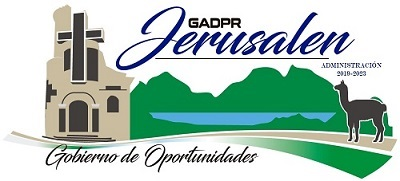 GADPR
Jerusalen
ADMINISTRACIÓN
2019-2023
Gobierno de Oportunidades